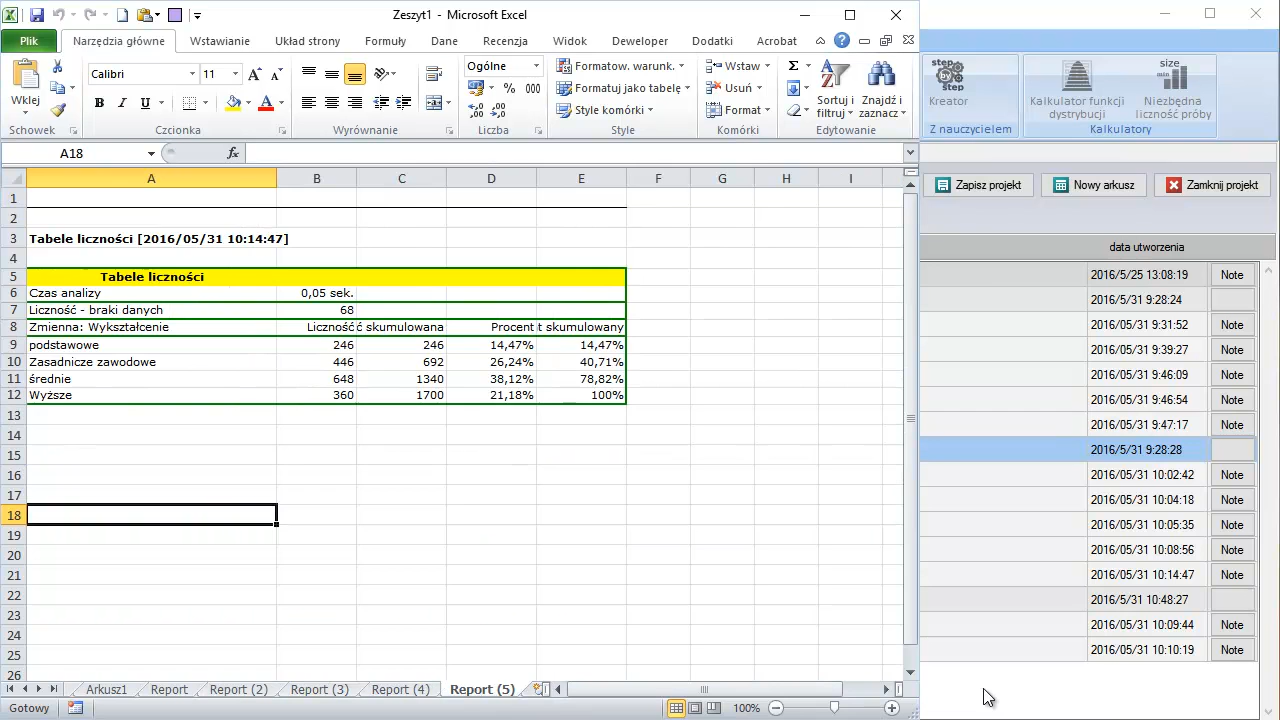 Zeszyt1 - Microsoft Excel
Plik Narzędzia główne Wstawianie Układ strony Formuły Dane Recenzja Widok Deweloper Do Acrobat
Wklej
Schowek
Calibri 11
B I U
Czcionka
Wyrównanie
Ogólne
% 000
Liczba
Formatow. warunk.
Formatuj jako tabelę
Style komórki
Style
Wstaw
Usuń
Format
Komórki
Sortuj i filtruj
Znajdź i zaznacz
Edytowanie
step by step
Kreator
Z nauczycielem
Kalkulator funkcji dystrybucji
size
min
Niezbędna liczność próby
Kalkulatory
A18 fx
A B C D E F G H I
1
2
3 Tabele liczności [2016/05/31 10:14:47]
4
5 Tabele liczności
6 Czas analizy 0,05 sek.
7 Liczność - braki danych 68
8 Zmienna: Wykształcenie Liczność ć skumulowana Procent t skumulowany
9 podstawowe 246 246 14,47% 14,47%
10 Zasadnicze zawodowe 446 692 26,24% 40,71%
11 średnie 648 1340 38,12% 78,82%
12 Wyższe 360 1700 21,18% 100%
13
14
15
16
17
18
19
20
21
22
23
24
25
26
Arkusz1 Report Report (2) Report (3) Report (4) Report (5)
Gotowy 100%
Zapisz projekt Nowy arkusz Zamknij projekt
data utworzenia
2016/5/25 13:08:19 Note
2016/5/31 9:28:24
2016/05/31 9:31:52 Note
2016/05/31 9:39:27 Note
2016/05/31 9:46:09 Note
2016/05/31 9:46:54 Note
2016/05/31 9:47:17 Note
2016/5/31 9:28:28
2016/05/31 10:02:42 Note
2016/05/31 10:04:18 Note
2016/05/31 10:05:35 Note
2016/05/31 10:08:56 Note
2016/05/31 10:14:47 Note
2016/5/31 10:48:27
2016/05/31 10:09:44 Note
2016/05/31 10:10:19 Note